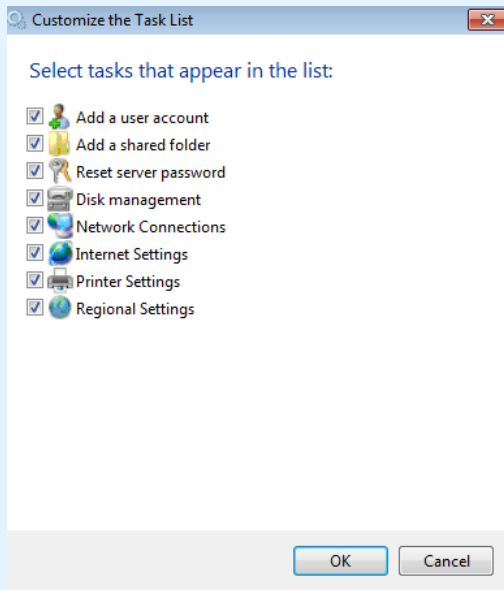 Customize the Task List
Select tasks that appear in the list:
Add a user account
Add a shared folder
Reset server password
Disk management
Network Connections
Internet Settings
Printer Settings
Regional Settings
OK Cancel